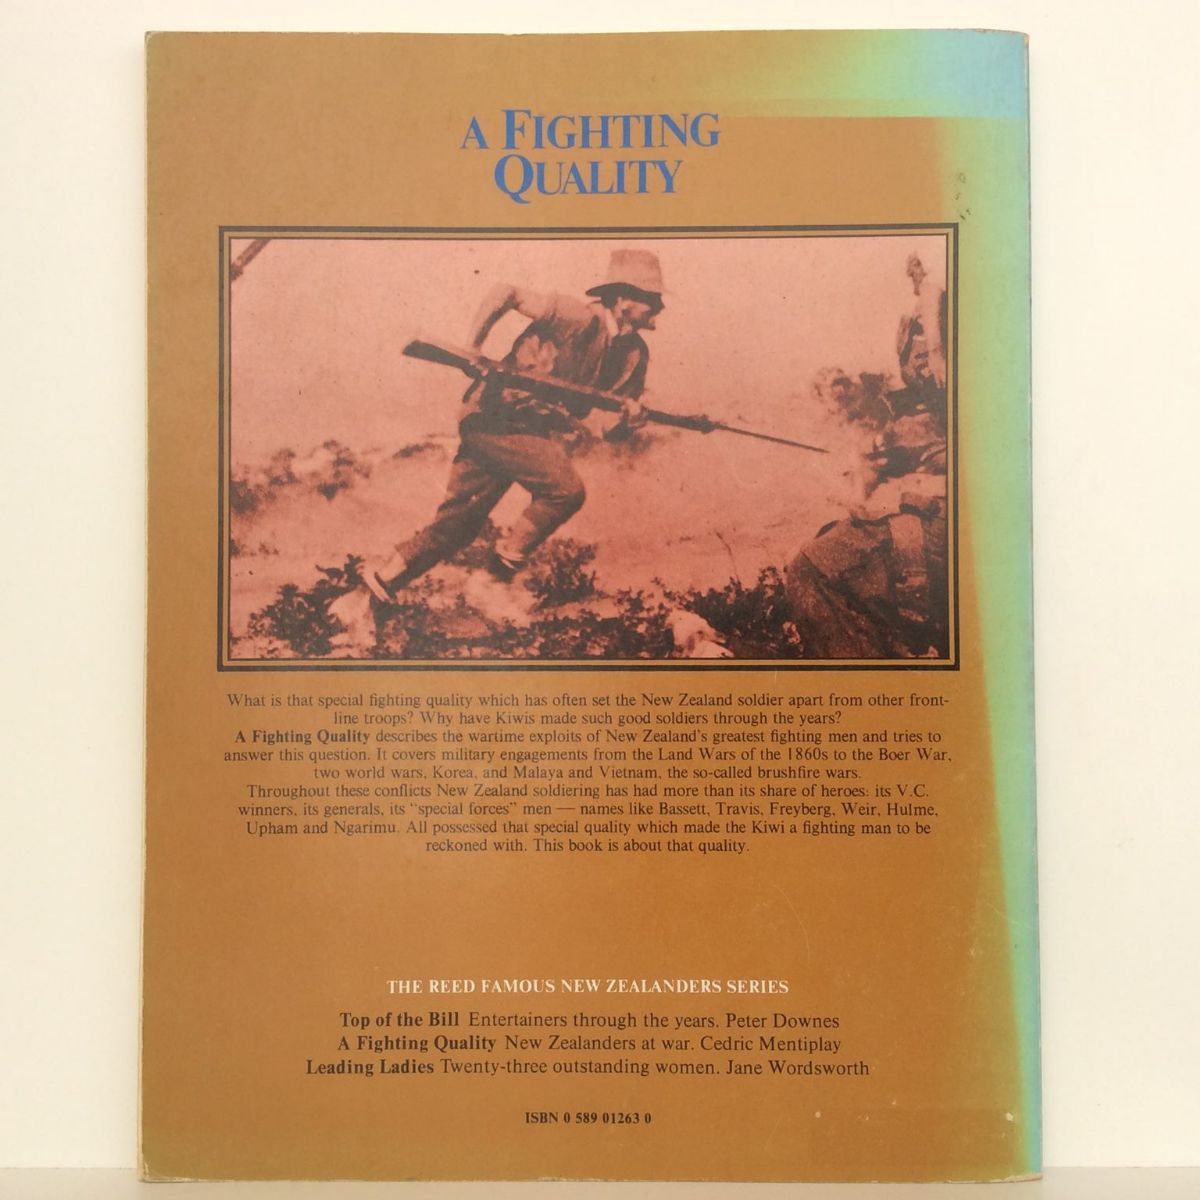 A FIGHTING
QUALITY
What is that special fighting quality which has often set the New Zealand soldier apart from other front-
line troops? Why have Kiwis made such good soldiers through the years?
A Fighting Quality describes the wartime exploits of New Zealand's greatest fighting men and tries to
answer this question. It covers military engagements from the Land Wars of the 1860s to the Boer War,
two world wars, Korea, and Malaya and Vietnam, the so-called brushfire wars.
Throughout these conflicts New Zealand soldiering has had more than its share of heroes: its V.C.
winners, its generals, its "special forces" men — names like Bassett, Travis, Freyberg, Weir, Hulme,
Upham and Ngarimu. All possessed that special quality which made the Kiwi a fighting man to be
reckoned with. This book is about that quality.
THE REED FAMOUS NEW ZEALANDERS SERIES
Top of the Bill Entertainers through the years. Peter Downes
A Fighting Quality New Zealanders at war. Cedric Mentiplay
Leading Ladies Twenty-three outstanding women. Jane Wordsworth
ISBN 0 589 01263 0